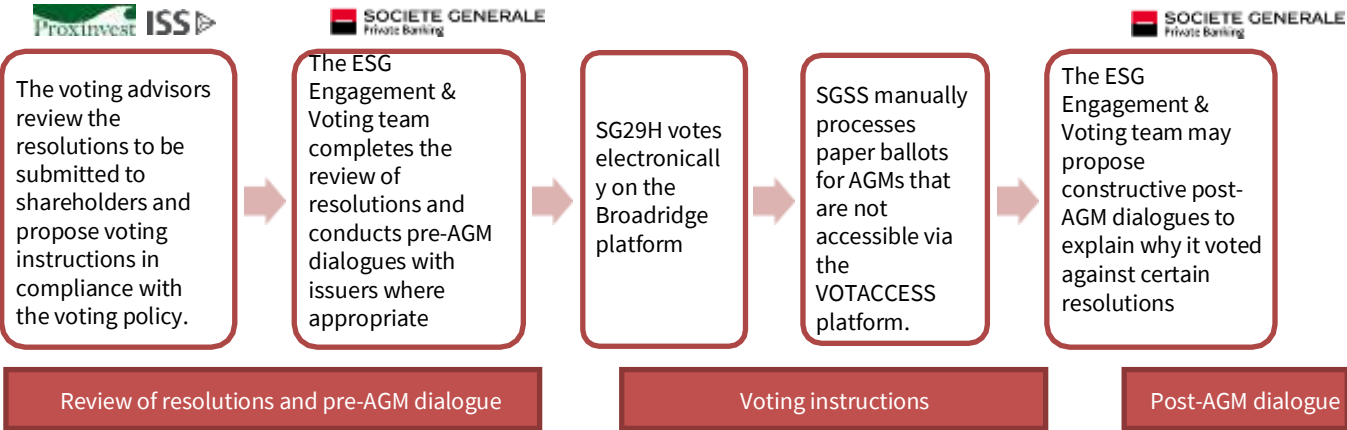 Proxinvest ISS
SOCIETE GENERALE
Private Banking
SOCIETE GENERALE
Private Banking
The voting advisors
review the
resolutions to be
submitted to
shareholders and
propose voting
instructions in
compliance with
the voting policy.
The ESG
Engagement &
Voting team
completes the
review of
resolutions and
conducts pre-AGM
dialogues with
issuers where
appropriate
SG29H votes
electronicall
y on the
Broadridge
platform
SGSS manually
processes
paper ballots
for AGMs that
are not
accessible via
the
VOTACCESS
platform.
The ESG
Engagement &
Voting team may
propose
constructive post-
AGM dialogues to
explain why it voted
against certain
resolutions
Review of resolutions and pre-AGM dialogue
Voting instructions
Post-AGM dialogue